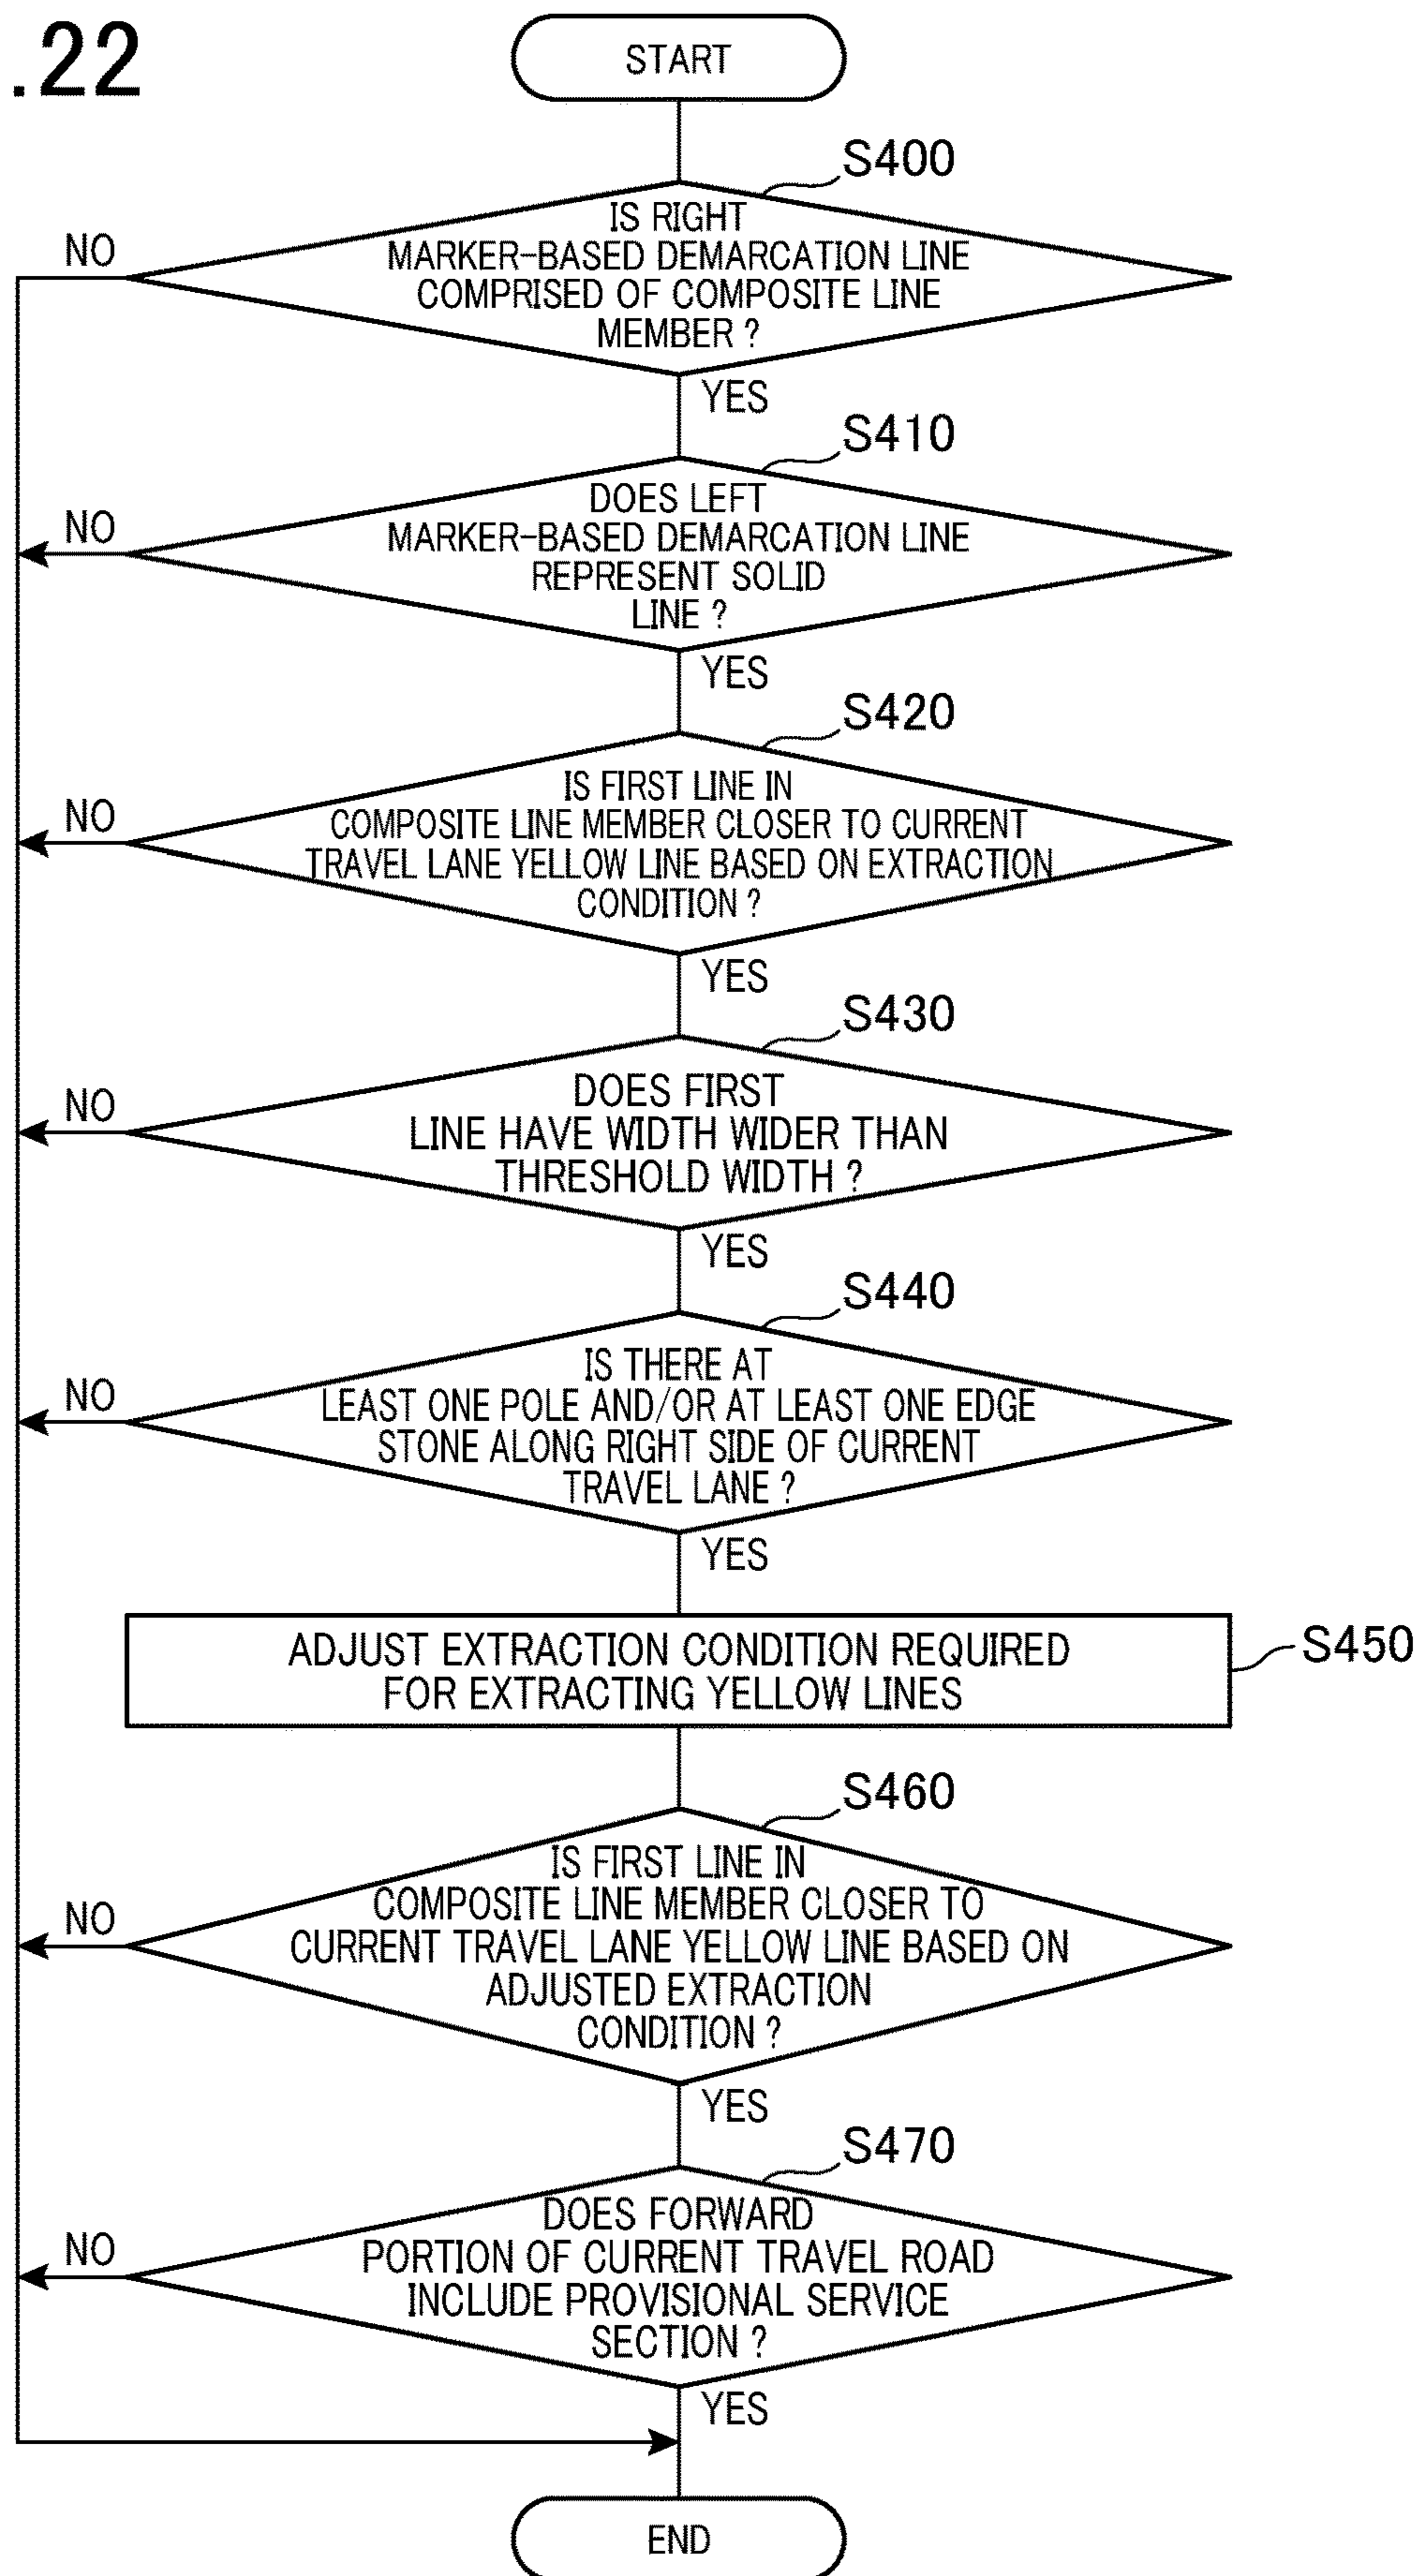 .22
START
S400
IS RIGHT
MARKER-BASED DEMARCATION LINE
COMPRISED OF COMPOSITE LINE
MEMBER ?
NO
YES
S410
DOES LEFT
MARKER-BASED DEMARCATION LINE
REPRESENT SOLID
LINE ?
NO
YES
S420
IS FIRST LINE IN
COMPOSITE LINE MEMBER CLOSER TO CURRENT
TRAVEL LANE YELLOW LINE BASED ON EXTRACTION
CONDITION ?
NO
YES
S430
DOES FIRST
LINE HAVE WIDTH WIDER THAN
THRESHOLD WIDTH ?
NO
YES
S440
IS THERE AT
LEAST ONE POLE AND/OR AT LEAST ONE EDGE
STONE ALONG RIGHT SIDE OF CURRENT
TRAVEL LANE ?
NO
YES
ADJUST EXTRACTION CONDITION REQUIRED
FOR EXTRACTING YELLOW LINES
S450
S460
IS FIRST LINE IN
COMPOSITE LINE MEMBER CLOSER TO
CURRENT TRAVEL LANE YELLOW LINE BASED ON
ADJUSTED EXTRACTION
CONDITION ?
NO
YES
S470
DOES FORWARD
PORTION OF CURRENT TRAVEL ROAD
INCLUDE PROVISIONAL SERVICE
SECTION ?
NO
YES
END